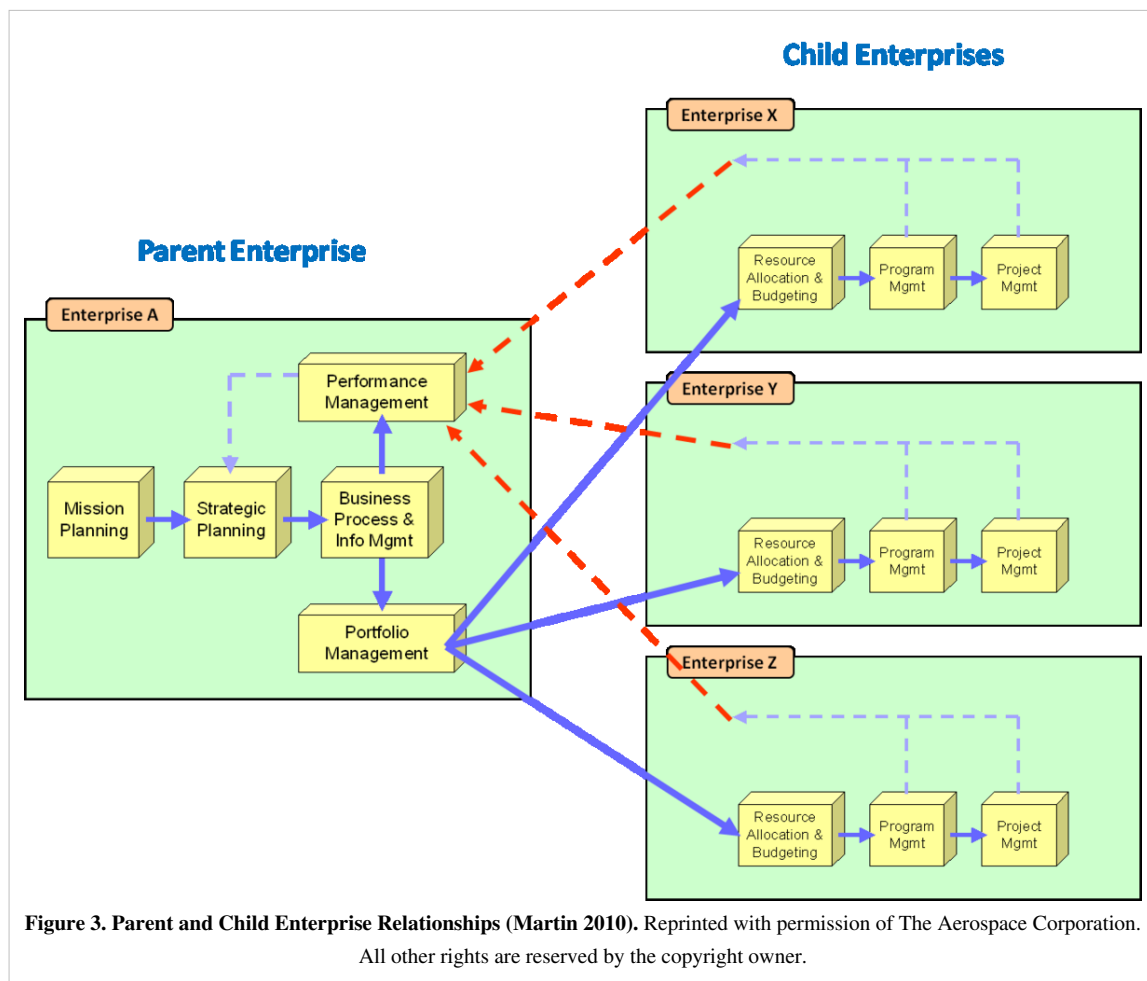 Child Enterprises
Enterprise X
Resource
Allocation &
Budgeting
Program
Mgmt
Project
Mgmt
Parent Enterprise
Enterprise A
Performance
Management
Mission
Planning
Strategic
Planning
Business
Process &
Info Mgmt
Portfolio
Management
Enterprise Y
Resource
Allocation &
Budgeting
Program
Mgmt
Project
Mgmt
Enterprise Z
Resource
Allocation &
Budgeting
Program
Mgmt
Project
Mgmt
Figure 3. Parent and Child Enterprise Relationships (Martin 2010). Reprinted with permission of The Aerospace Corporation.
All other rights are reserved by the copyright owner.